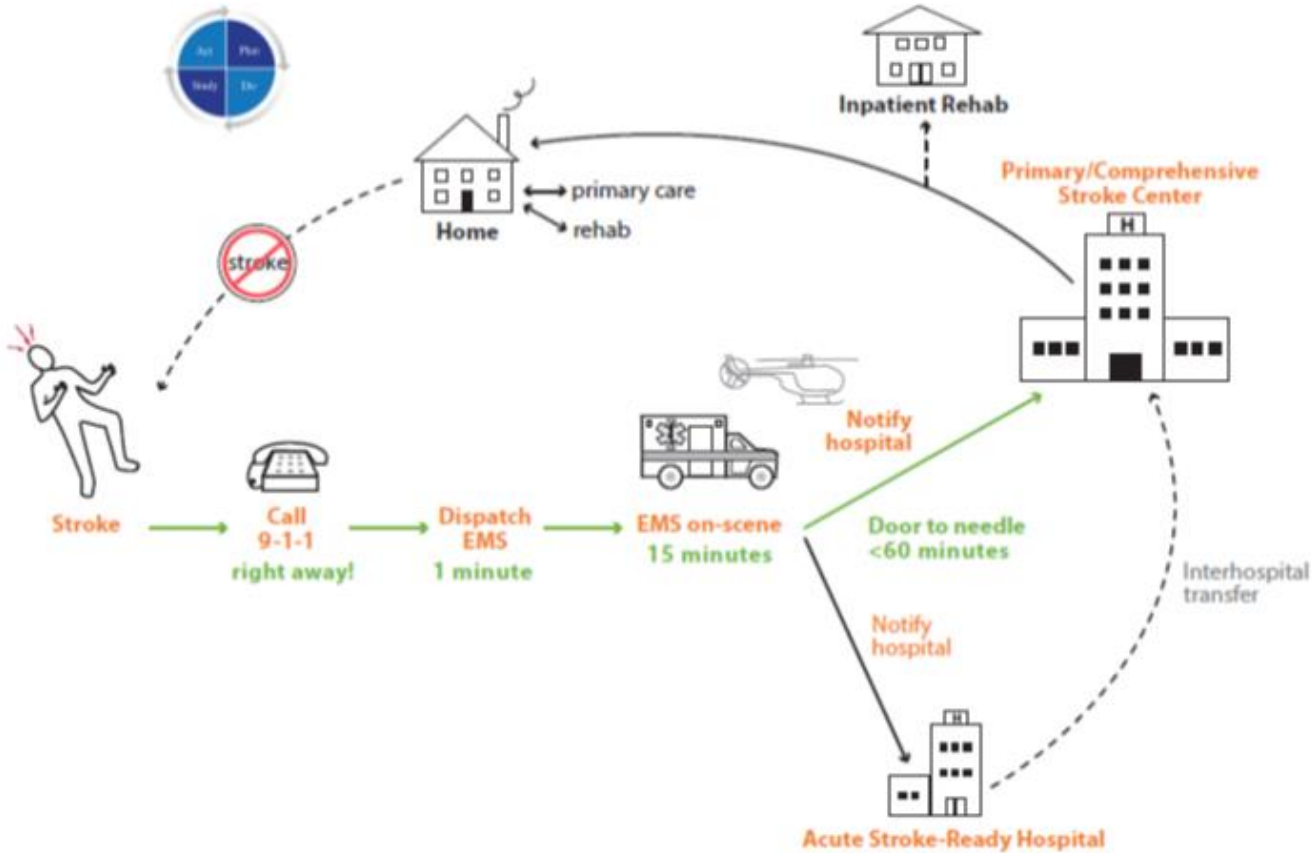 Act
Plan
Study
Do
Inpatient Rehab
Primary/Comprehensive
Stroke Center
H
primary care
Home
rehab
stroke
Notify
hospital
Stroke
Call
9-1-1
right away!
Dispatch
EMS
1 minute
EMS on-scene
15 minutes
Door to needle
<60 minutes
Interhospital
transfer
Notify
hospital
H
Acute Stroke-Ready Hospital